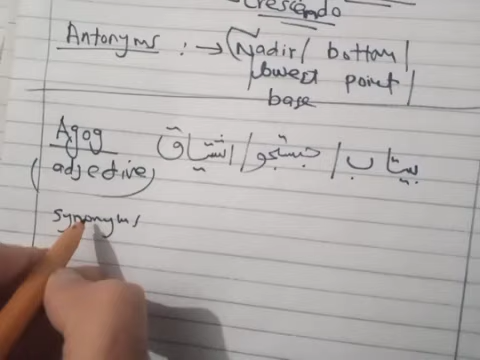 Crescendo
Antonyms : → (Nadir/ bottom/
lowest point/
base
Agog بیتاب / جستجو / اشتیاق
(adjective)
Synonyms